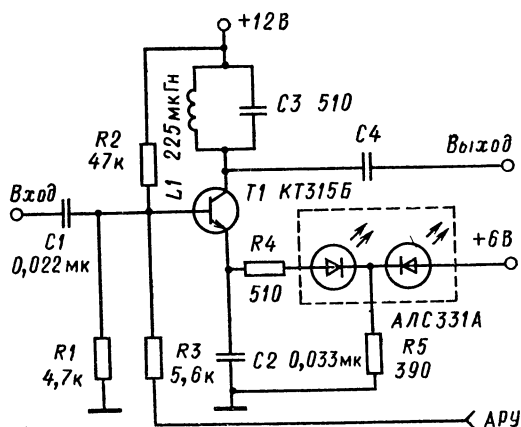 +12В
C3 510
L1 225мкГн
R2
47к
C4
Выход
Вход
T1 КТ315Б
C1
0,022мк
R4
510
+6В
АЛС331А
R1
4,7к
R3
5,6к
C2 0,033мк
R5
390
АРУ